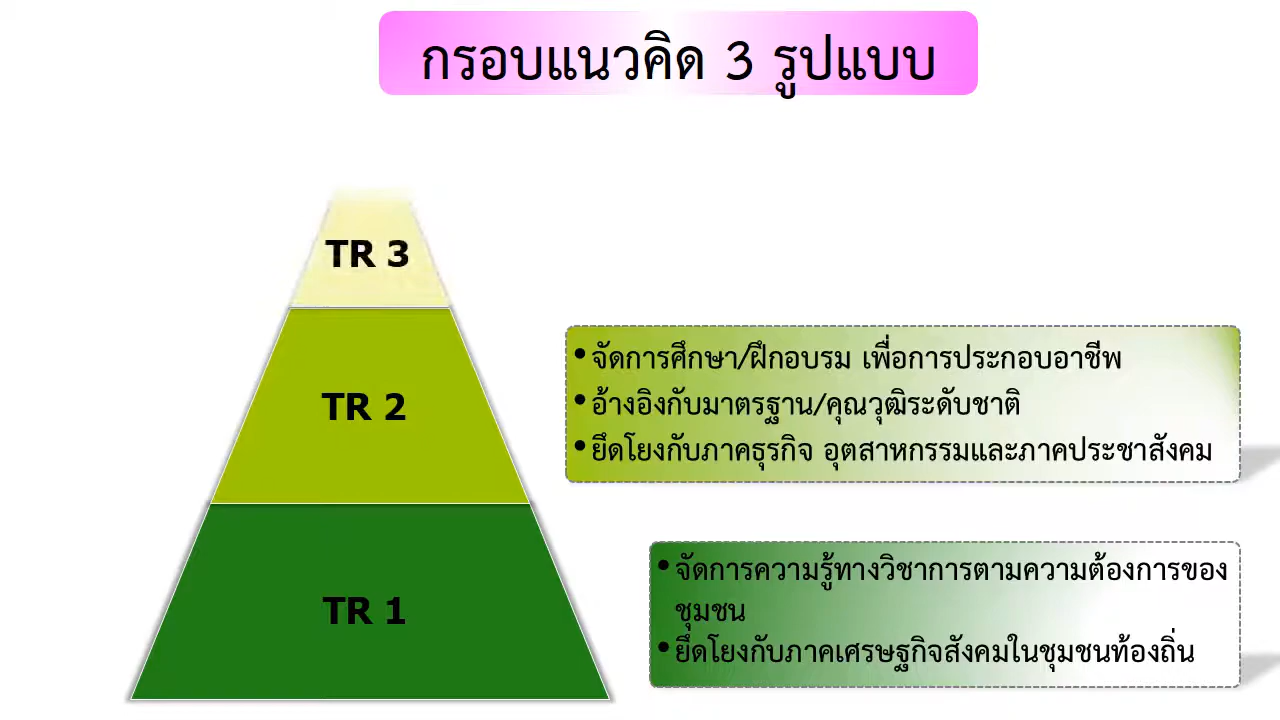 กรอบแนวคิด 3 รูปแบบ
TR 3
TR 2
•จัดการศึกษา/ฝึกอบรม เพื่อการประกอบอาชีพ
•อ้างอิงกับมาตรฐาน/คุณวุฒิระดับชาติ
•ยึดโยงกับภาคธุรกิจ อุตสาหกรรมและภาคประชาสังคม
TR 1
•จัดการความรู้ทางวิชาการตามความต้องการของ
ชุมชน
•ยึดโยงกับภาคเศรษฐกิจสังคมในชุมชนท้องถิ่น